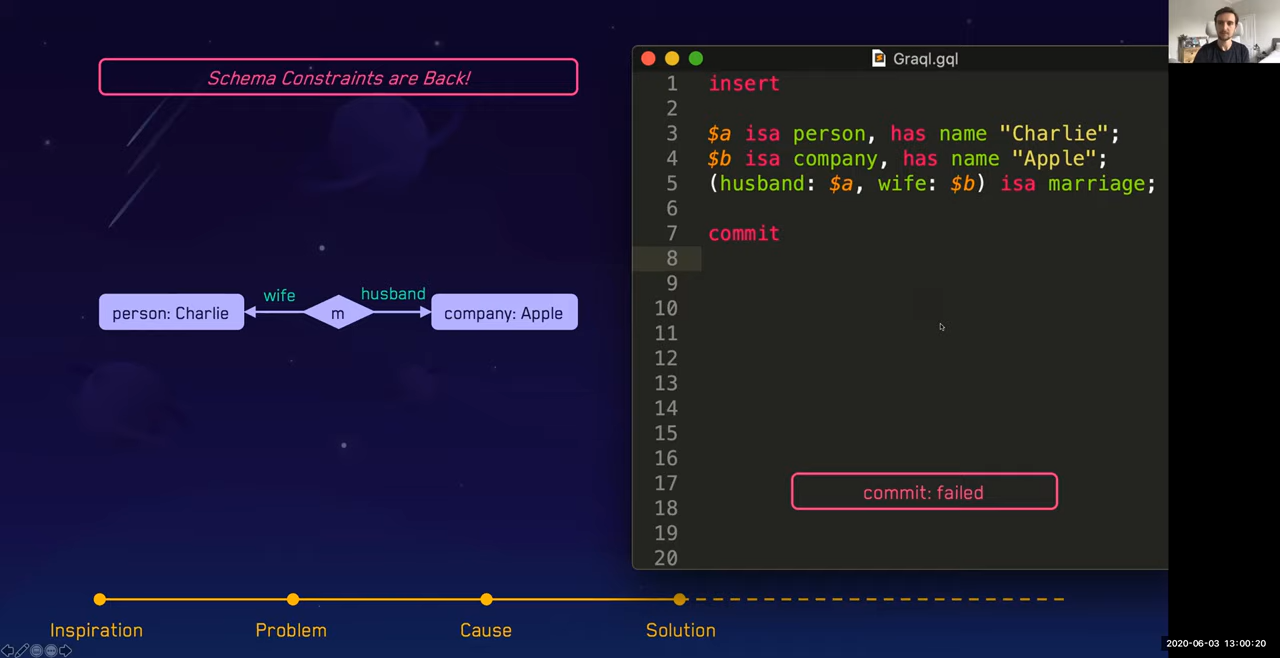 Schema Constraints are Back!
wife
husband
person: Charlie
m
company: Apple
Graql.gql
1 insert
2
3 $a isa person, has name "Charlie";
4 $b isa company, has name "Apple";
5 (husband: $a, wife: $b) isa marriage;
6
7 commit
8
9
10
11
12
13
14
15
16
17
18
19
20
commit: failed
Inspiration
Problem
Cause
Solution
2020-06-03 13:00:20